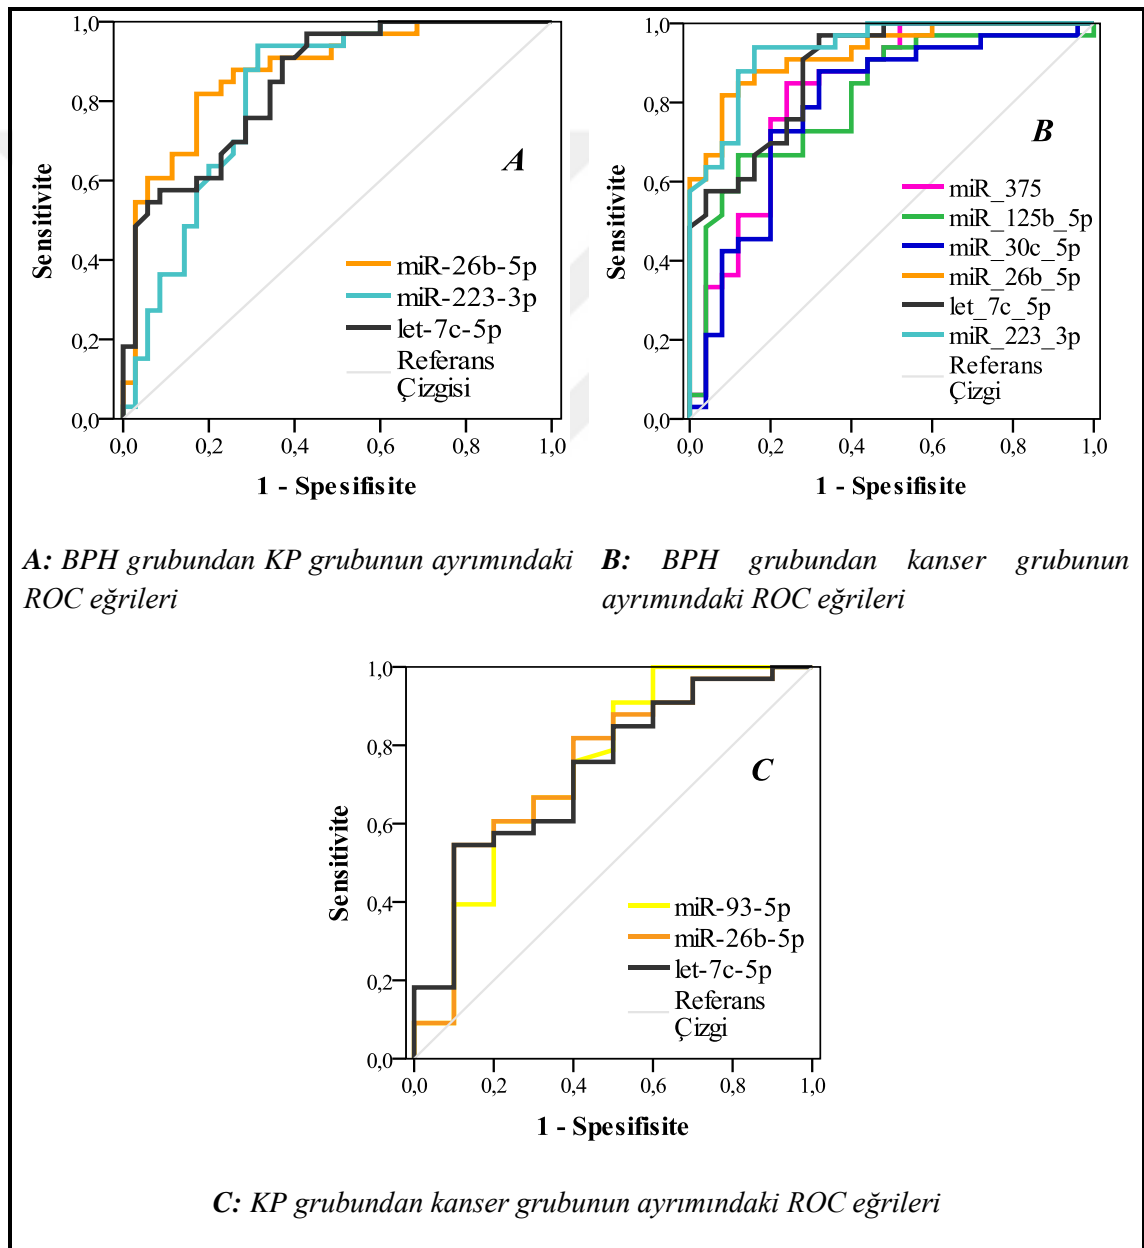 1,0
0,8
0,6
0,4
0,2
0,0
Sensitivite
A
miR-26b-5p
miR-223-3p
let-7c-5p
Referans
Çizgisi
0,0 0,2 0,4 0,6 0,8 1,0
1 - Spesifisite
1,0
0,8
0,6
0,4
0,2
0,0
Sensitivite
B
miR_375
miR_125b_5p
miR_30c_5p
miR_26b_5p
let_7c_5p
miR_223_3p
Referans
Çizgi
0,0 0,2 0,4 0,6 0,8 1,0
1 - Spesifisite
A: BPH grubundan KP grubunun ayrımındaki
ROC eğrileri
B: BPH grubundan kanser grubunun
ayrımındaki ROC eğrileri
1,0
0,8
0,6
0,4
0,2
0,0
Sensitivite
C
miR-93-5p
miR-26b-5p
let-7c-5p
Referans
Çizgi
0,0 0,2 0,4 0,6 0,8 1,0
1 - Spesifisite
C: KP grubundan kanser grubunun ayrımındaki ROC eğrileri